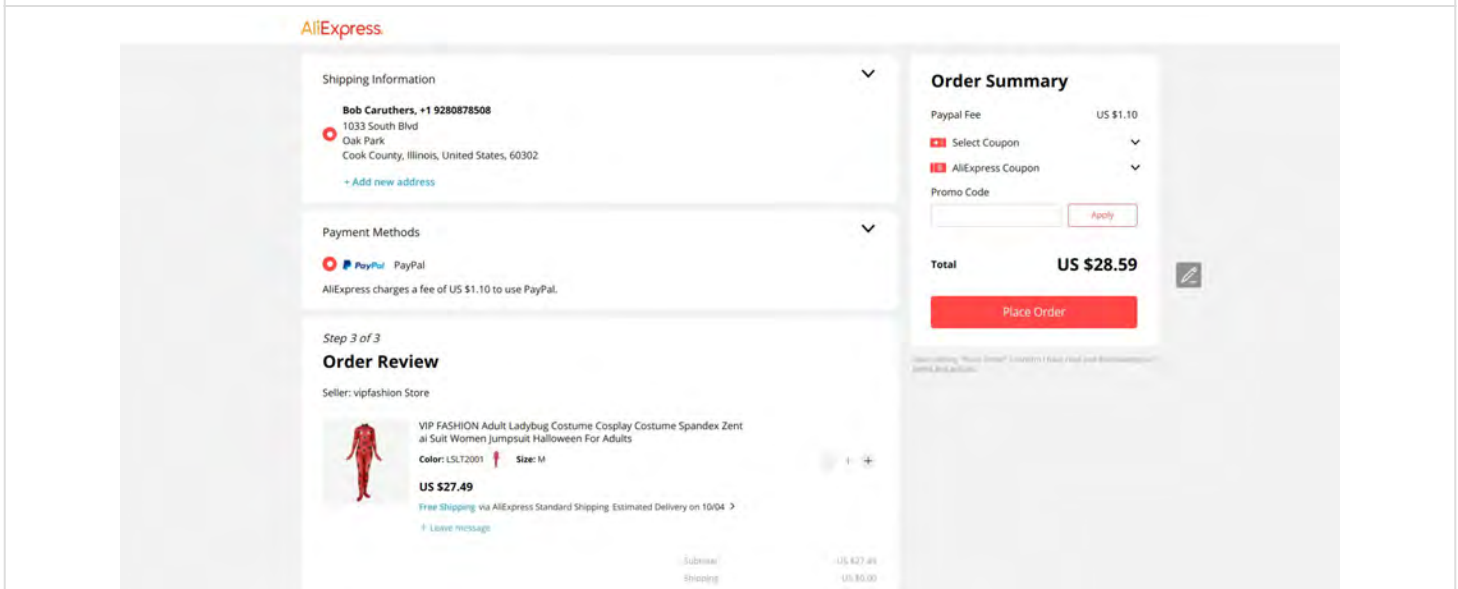 AliExpress
Shipping Information
Bob Caruthers, +1 9280878508
1033 South Blvd
Oak Park
Cook County, Illinois, United States, 60302
+ Add new address
Payment Methods
PayPal PayPal
AliExpress charges a fee of US $1.10 to use PayPal.
Step 3 of 3
Order Review
Seller: vipfashion Store
VIP FASHION Adult Ladybug Costume Cosplay Costume Spandex Zent
ai Suit Women Jumpsuit Halloween For Adults
Color: LSLT2001 Size: M
1 +
US $27.49
Free Shipping via AliExpress Standard Shipping Estimated Delivery on 10/04 >
+ Leave message
Subtotal US $27.49
Shipping US $0.00
Order Summary
Paypal Fee US $1.10
Select Coupon
AliExpress Coupon
Promo Code
Apply
Total US $28.59
Place Order